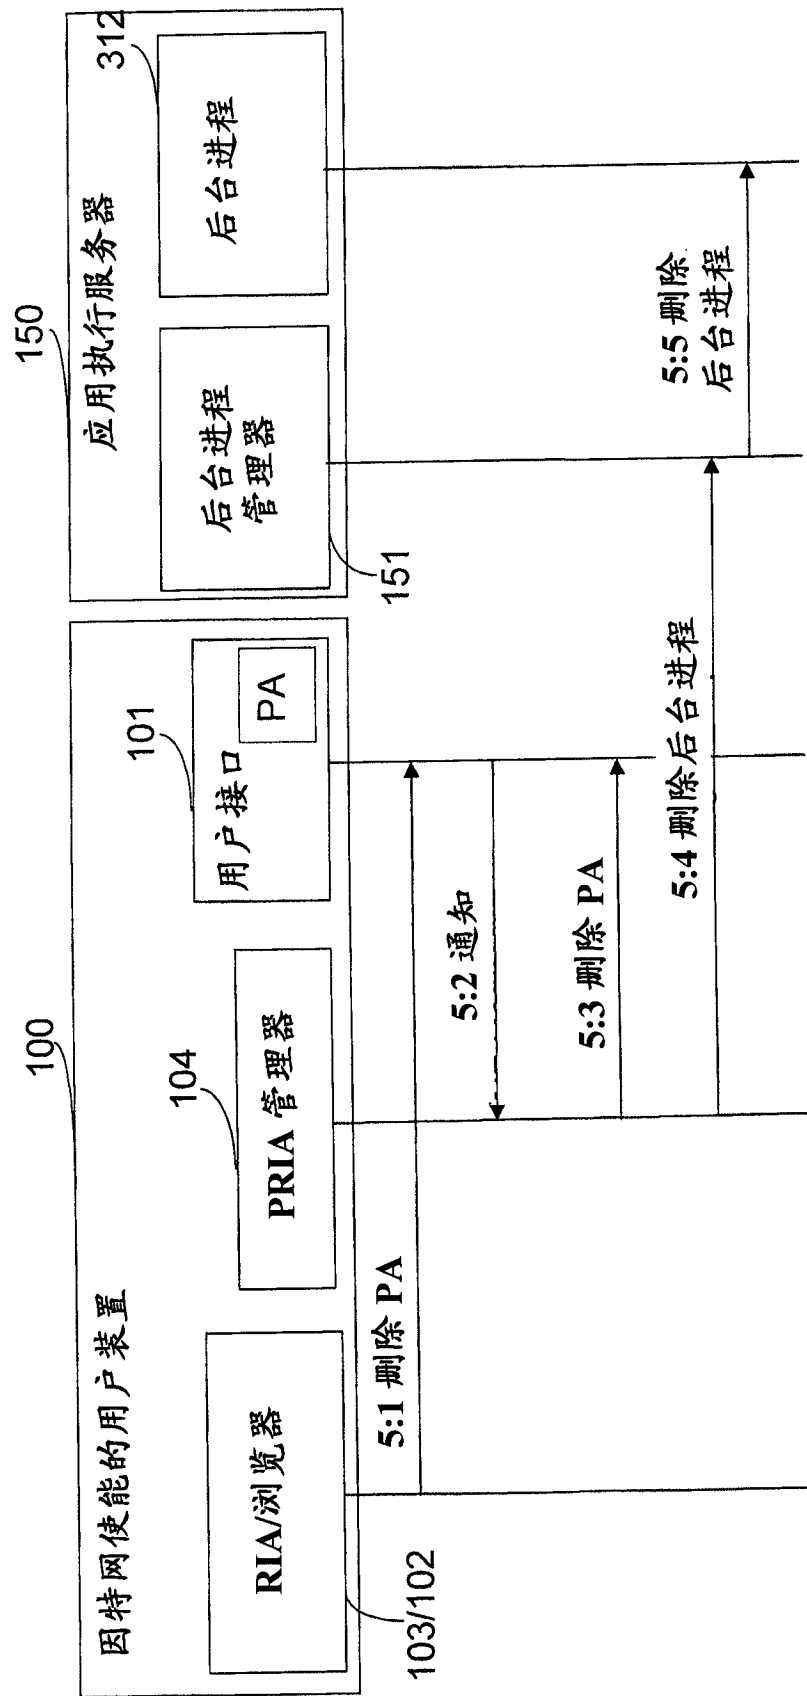 100
因特网使能的用户装置
RIA/浏览器
103/102
104
PRIA 管理器
101
用户接口
PA
150
应用执行服务器
后台进程
管理器
151
312
后台进程
5:1 删除 PA
5:2 通知
5:3 删除 PA
5:4 删除后台进程
5:5 删除
后台进程